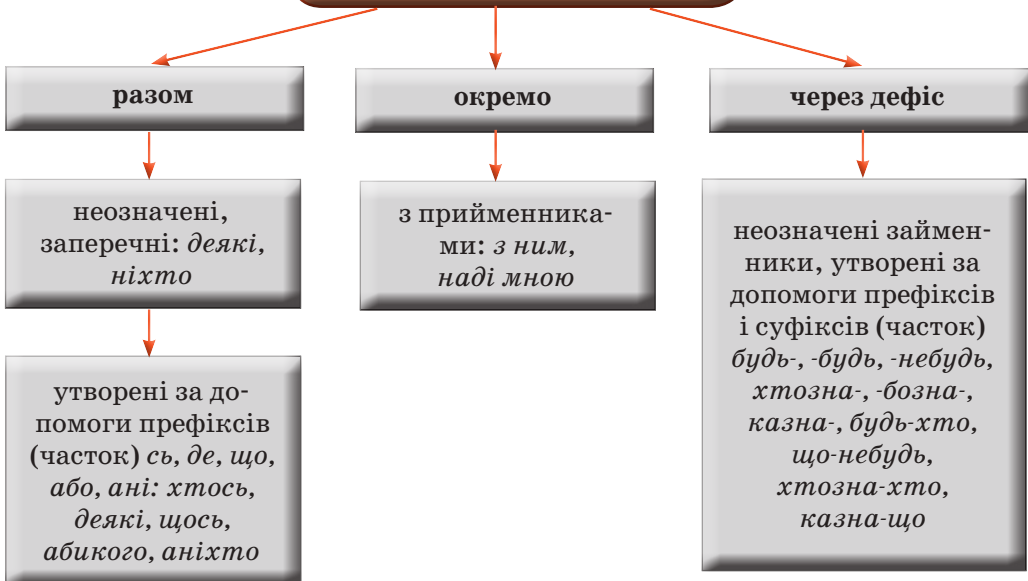 разом
неозначені,
заперечні: деякі,
ніхто
утворені за до-
помоги префіксів
(часток) сь, де, що,
або, ані: хтось,
деякі, щось,
абикого, аніхто
окремо
з прийменника-
ми: з ним,
наді мною
через дефіс
неозначені займен-
ники, утворені за
допомоги префіксів
і суфіксів (часток)
будь-, -будь, -небудь,
хтозна-, -бозна-,
казна-, будь-хто,
що-небудь,
хтозна-хто,
казна-що